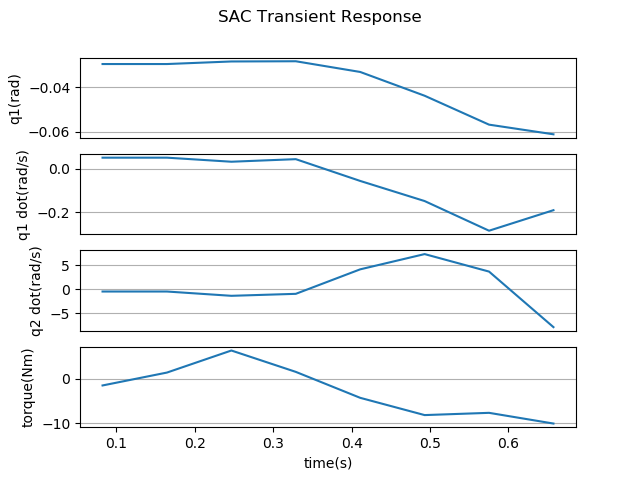 SAC Transient Response
q1(rad)
−0.04
−0.06
q1 dot(rad/s)
0.0
−0.2
q2 dot(rad/s)
5
0
−5
torque(Nm)
0
−10
0.1 0.2 0.3 0.4 0.5 0.6
time(s)